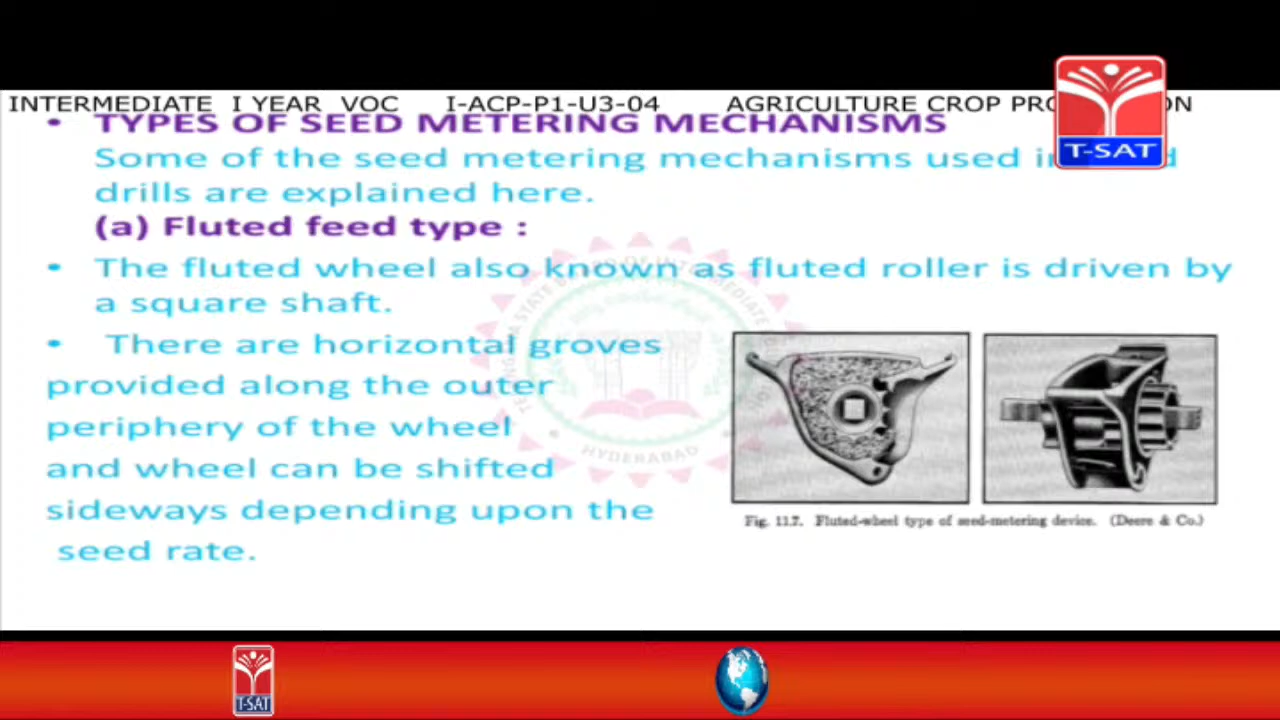 INTERMEDIATE I YEAR VOC I-ACP-P1-U3-04 AGRICULTURE CROP PRO ON
T-SAT
• TYPES OF SEED METERING MECHANISMS
Some of the seed metering mechanisms used in d
drills are explained here.
(a) Fluted feed type :
• The fluted wheel also known as fluted roller is driven by
a square shaft.
• There are horizontal groves
provided along the outer
periphery of the wheel
and wheel can be shifted
sideways depending upon the
seed rate.
Fig. 11.7. Fluted-wheel type of seed-metering device. (Deere & Co.)
HYDERABAD
T-SAT